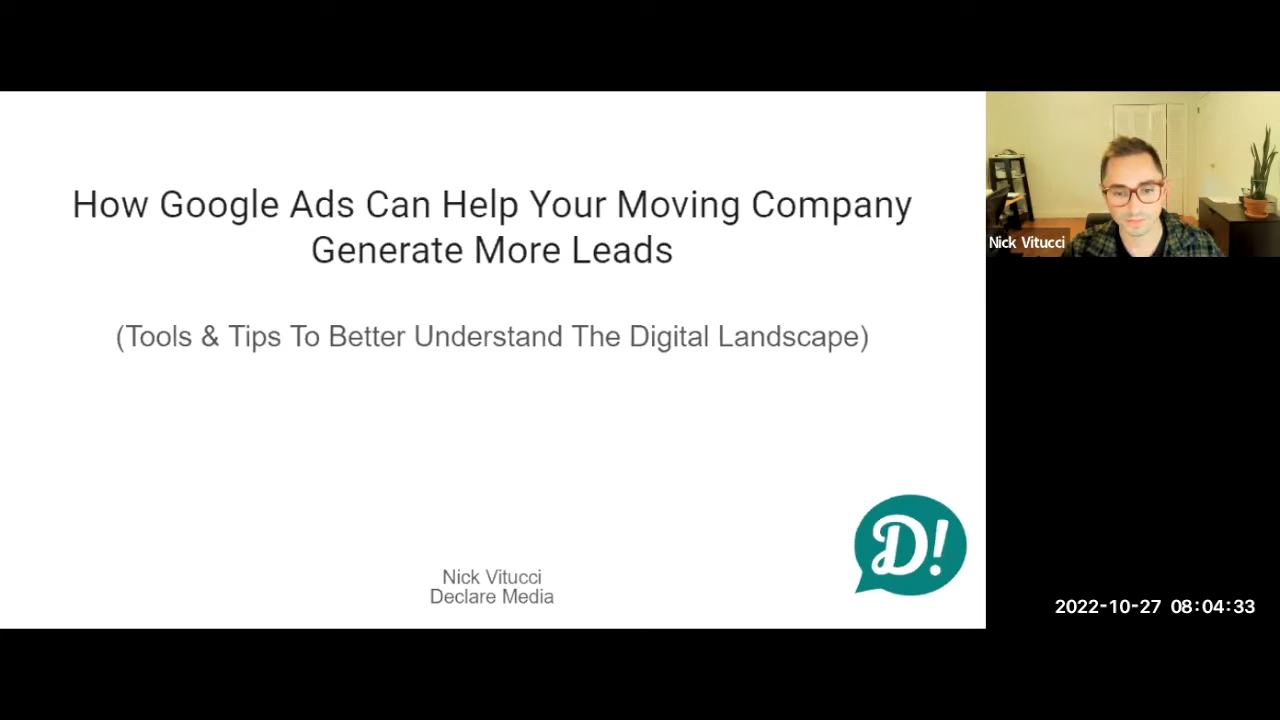 How Google Ads Can Help Your Moving Company
Generate More Leads
(Tools & Tips To Better Understand The Digital Landscape)
Nick Vitucci
Declare Media
D!
Nick Vitucci
2022-10-27 08:04:33